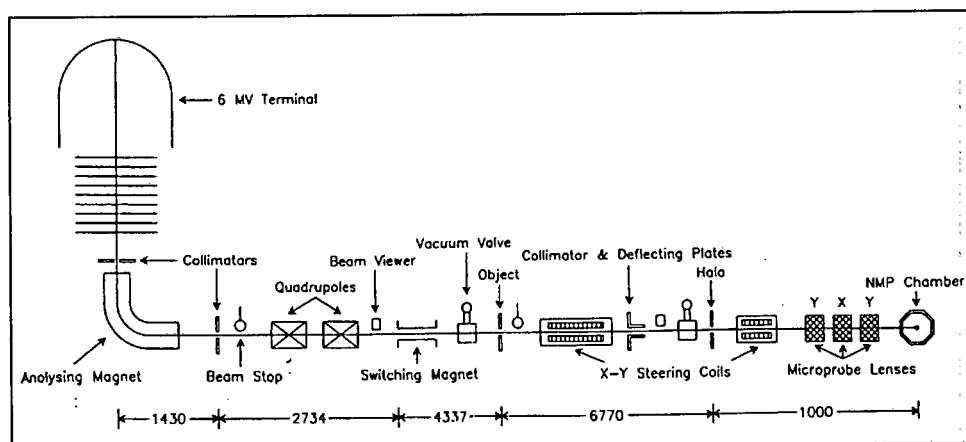 6 MV Terminal
Collimatars
Quadrupoles
Beam Viewer
Vacuum Valve
Object
Collimator & Deflecting Plates
Halo
NMP Chamber
Y X Y
Anolysing Magnet
Beam Stop
Switching Magnet
X-Y Steering Coils
Microprobe Lenses
1430
2734
4337
6770
1000